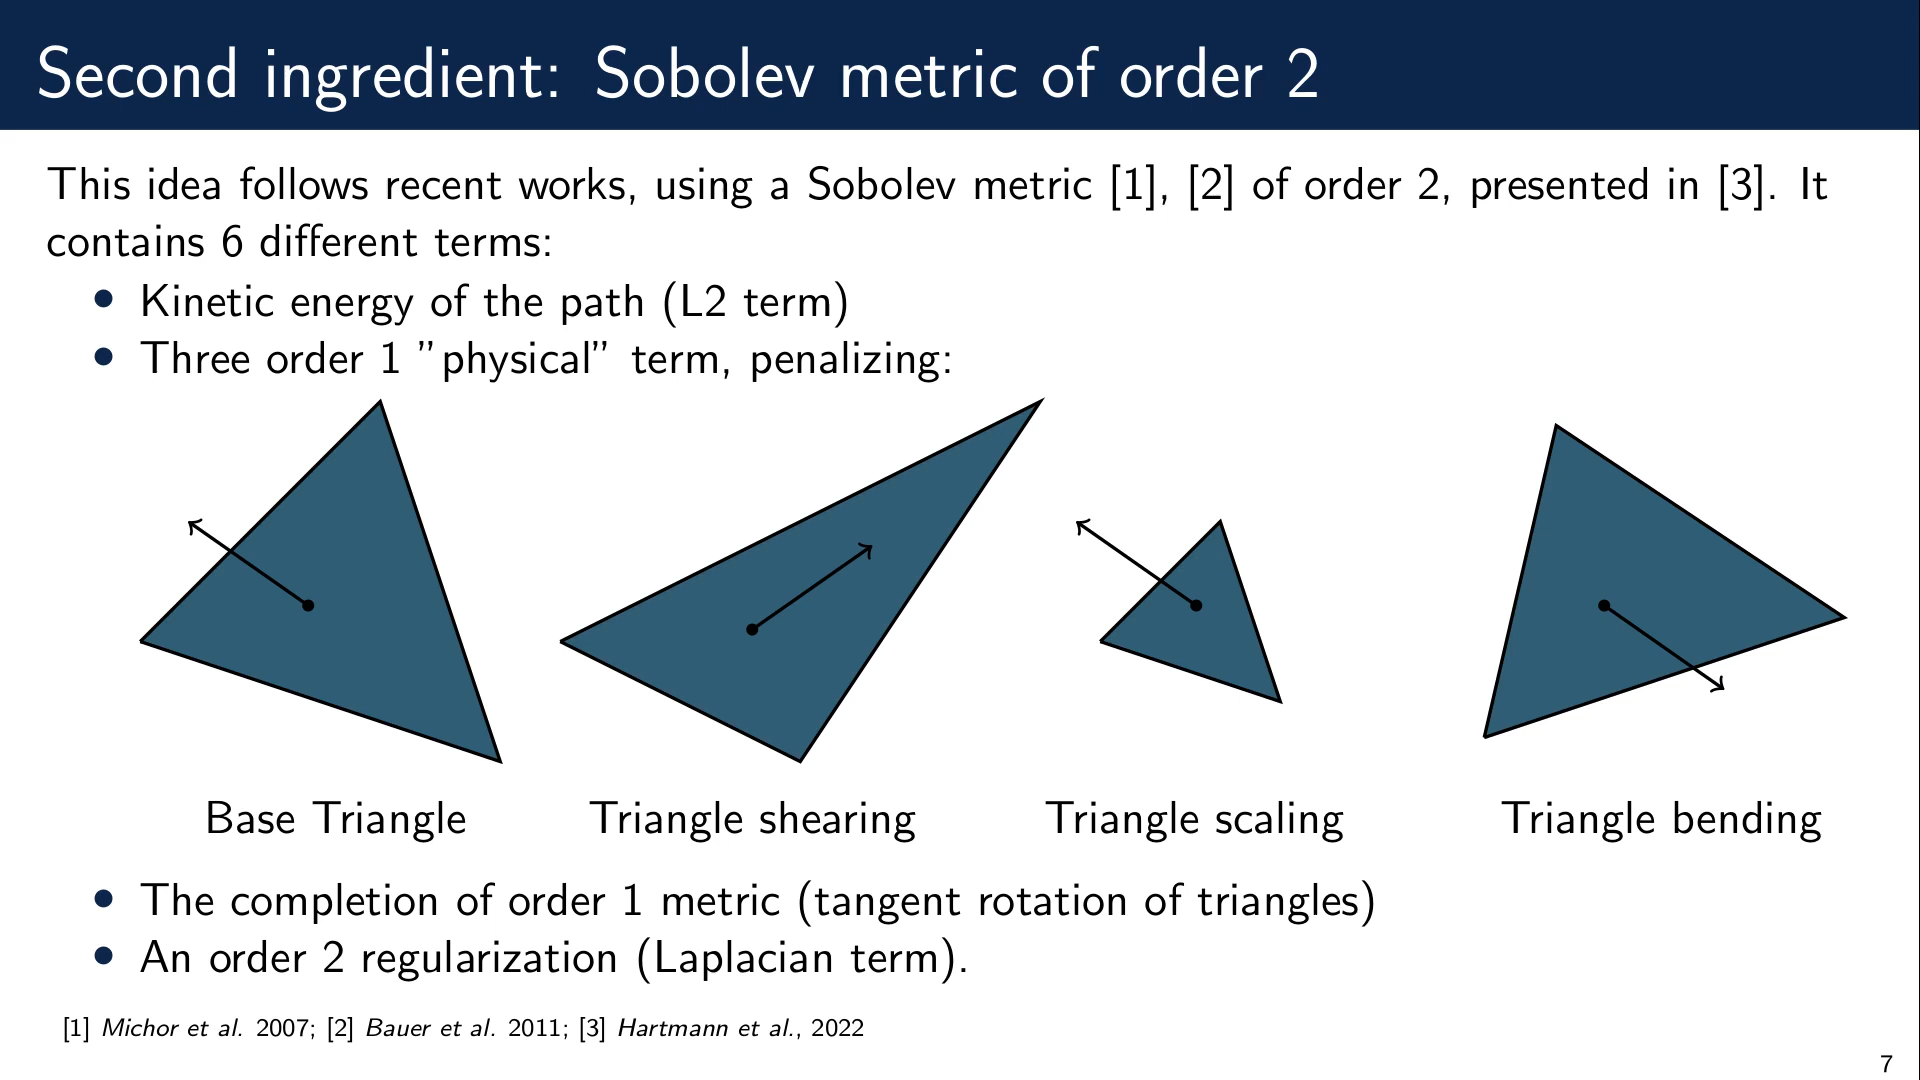 Second ingredient: Sobolev metric of order 2
This idea follows recent works, using a Sobolev metric [1], [2] of order 2, presented in [3]. It
contains 6 different terms:
• Kinetic energy of the path (L2 term)
• Three order 1 ”physical” term, penalizing:
Base Triangle
Triangle shearing
Triangle scaling
Triangle bending
• The completion of order 1 metric (tangent rotation of triangles)
• An order 2 regularization (Laplacian term).
[1] Michor et al. 2007; [2] Bauer et al. 2011; [3] Hartmann et al., 2022
7